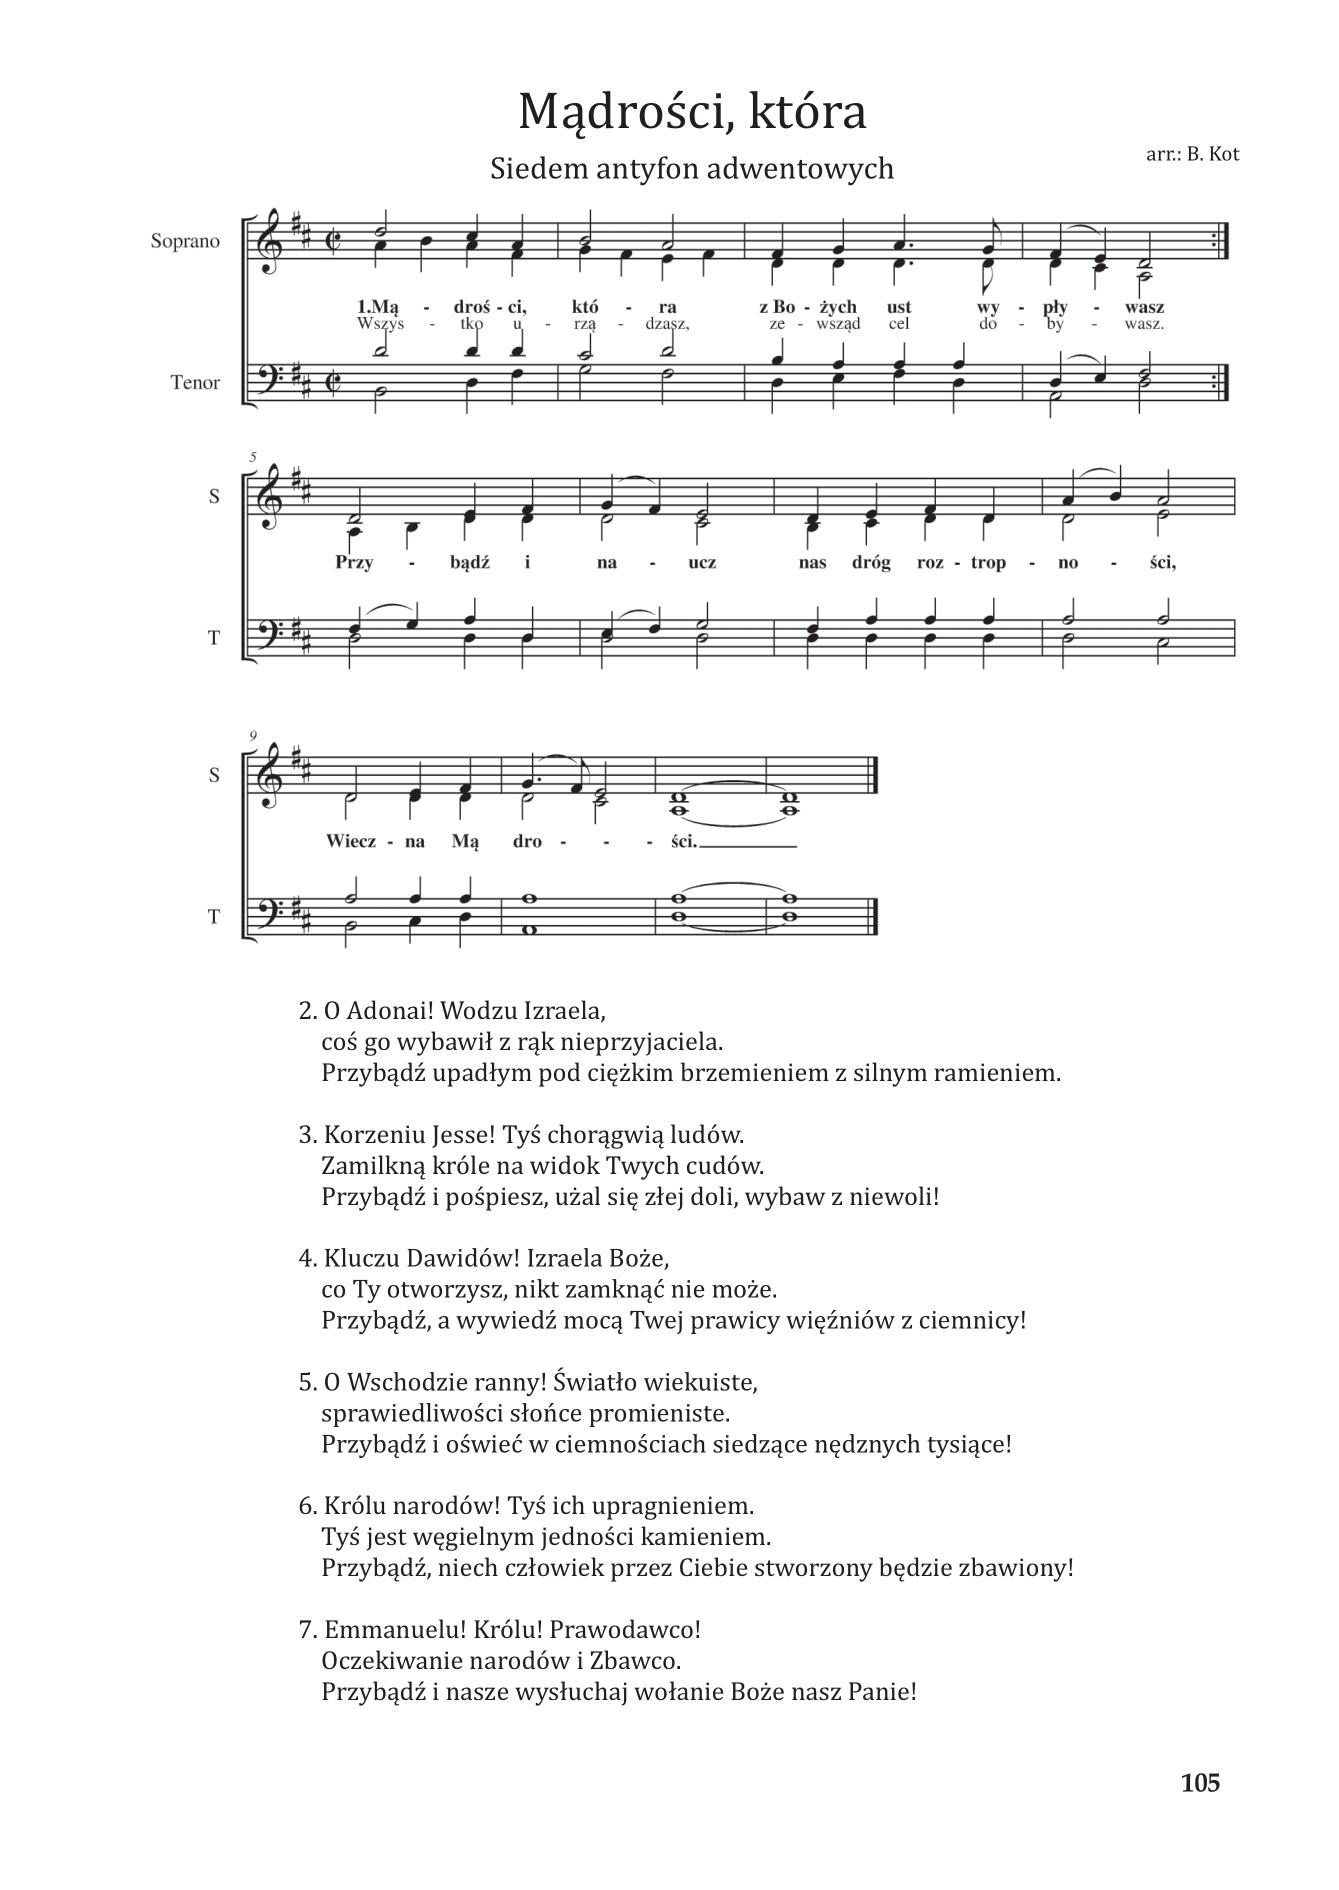 Mądrości, która
Siedem antyfon adwentowych
arr.: B. Kot
Soprano
1.Mą - droś - ci, któ - ra z Bo - żych ust wy - pły - wasz
Wszys - tko u - rzą - dzasz, ze - wsząd cel do - by - wasz.
Tenor
5
S
Przy - bądź i na - ucz nas dróg roz - trop - no - ści,
T
9
S
Wiecz - na Mą dro - - - ści.
T
2. O Adonai! Wodzu Izraela,
coś go wybawił z rąk nieprzyjaciela.
Przybądź upadłym pod ciężkim brzemieniem z silnym ramieniem.
3. Korzeniu Jesse! Tyś chorągwią ludów.
Zamilkną króle na widok Twych cudów.
Przybądź i pośpiesz, użal się złej doli, wybaw z niewoli!
4. Kluczu Dawidów! Izraela Boże,
co Ty otworzysz, nikt zamknąć nie może.
Przybądź, a wywiedź mocą Twej prawicy więźniów z ciemnicy!
5. O Wschodzie ranny! Światło wiekuiste,
sprawiedliwości słońce promieniste.
Przybądź i oświeć w ciemnościach siedzące nędznych tysiące!
6. Królu narodów! Tyś ich upragnieniem.
Tyś jest węgielnym jedności kamieniem.
Przybądź, niech człowiek przez Ciebie stworzony będzie zbawiony!
7. Emmanuelu! Królu! Prawodawco!
Oczekiwanie narodów i Zbawco.
Przybądź i nasze wysłuchaj wołanie Boże nasz Panie!
105